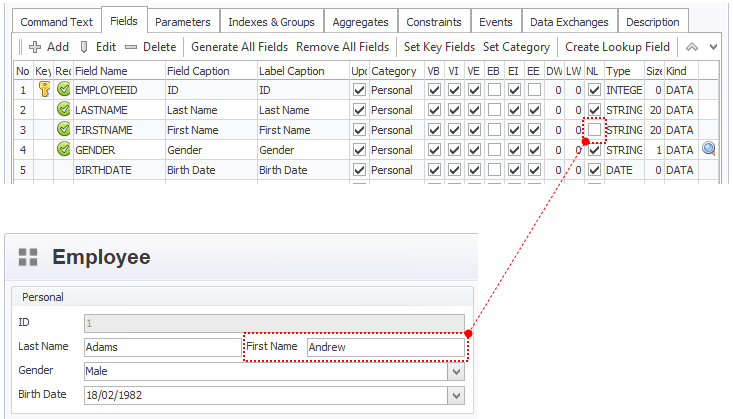 Command Text Fields Parameters Indexes & Groups Aggregates Constraints Events Data Exchanges Description
Add Edit Delete Generate All Fields Remove All Fields Set Key Fields Set Category Create Lookup Field
No Key Rec Field Name Field Caption Label Caption Upd Category VB VI VE EB EI EE DW LW NL Type Size Kind
1 EMPLOYEEID ID ID Personal 0 0 INTEGE 0 DATA
2 LASTNAME Last Name Last Name Personal 0 0 STRING 20 DATA
3 FIRSTNAME First Name First Name Personal 0 0 STRING 20 DATA
4 GENDER Gender Gender Personal 0 0 STRING 1 DATA
5 BIRTHDATE Birth Date Birth Date Personal 0 0 DATE 0 DATA
Employee
Personal
ID 1
Last Name Adams First Name Andrew
Gender Male
Birth Date 18/02/1982